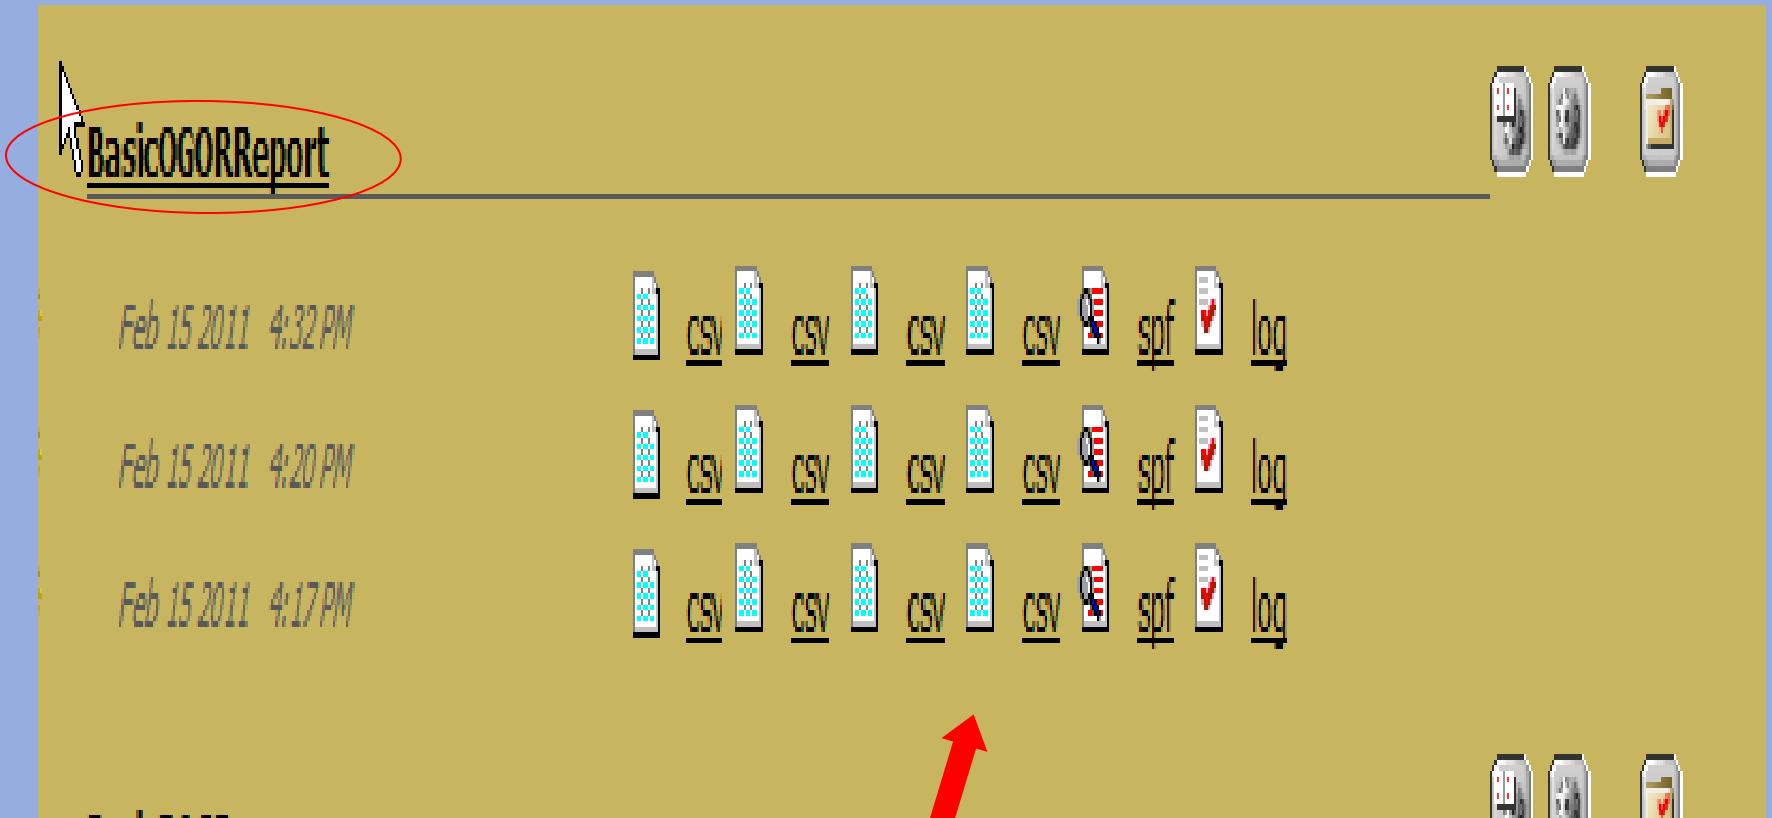 BasicOGORReport
Feb 15 2011 4:32 PM csv csv csv csv spf log
Feb 15 2011 4:20 PM csv csv csv csv spf log
Feb 15 2011 4:17 PM csv csv csv csv spf log